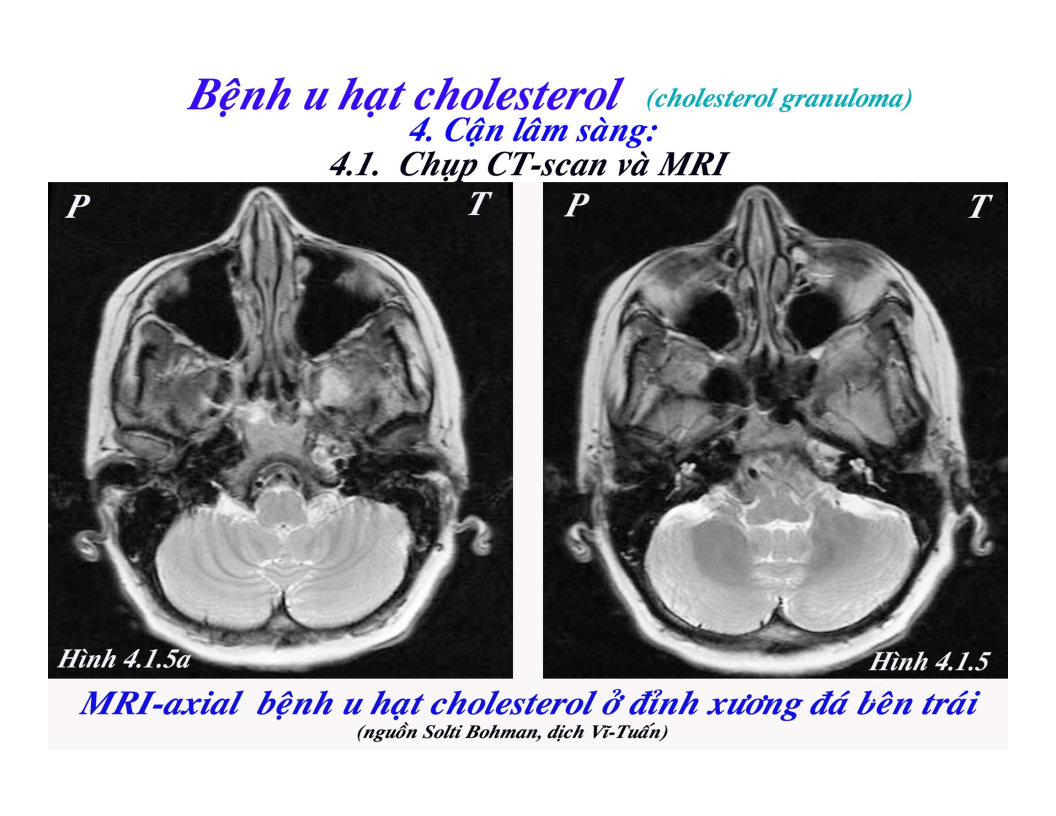 Bệnh u hạt cholesterol (cholesterol granuloma)
4. Cận lâm sàng:
4.1. Chụp CT-scan và MRI
P T P T
Hình 4.1.5a Hình 4.1.5
MRI-axial bệnh u hạt cholesterol ở đỉnh xương đá bên trái
(nguồn Solti Bohman, dịch Vĩ-Tuấn)